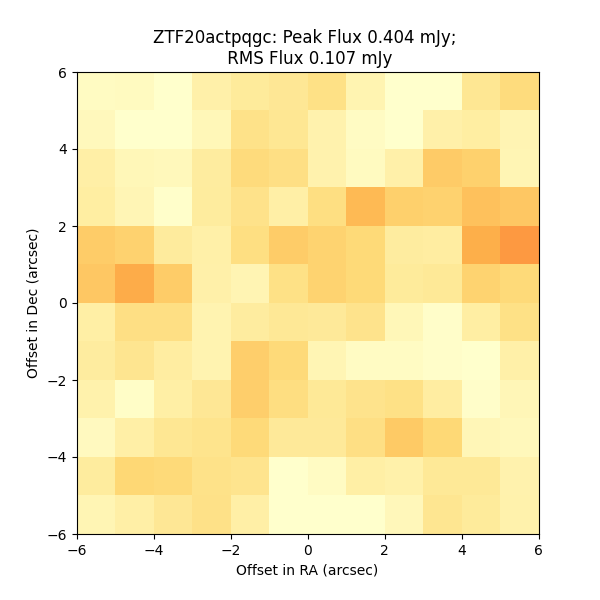 ZTF20actpqgc: Peak Flux 0.404 mJy;
RMS Flux 0.107 mJy
6
4
2
0
−2
−4
−6
Offset in Dec (arcsec)
−6 −4 −2 0 2 4 6
Offset in RA (arcsec)